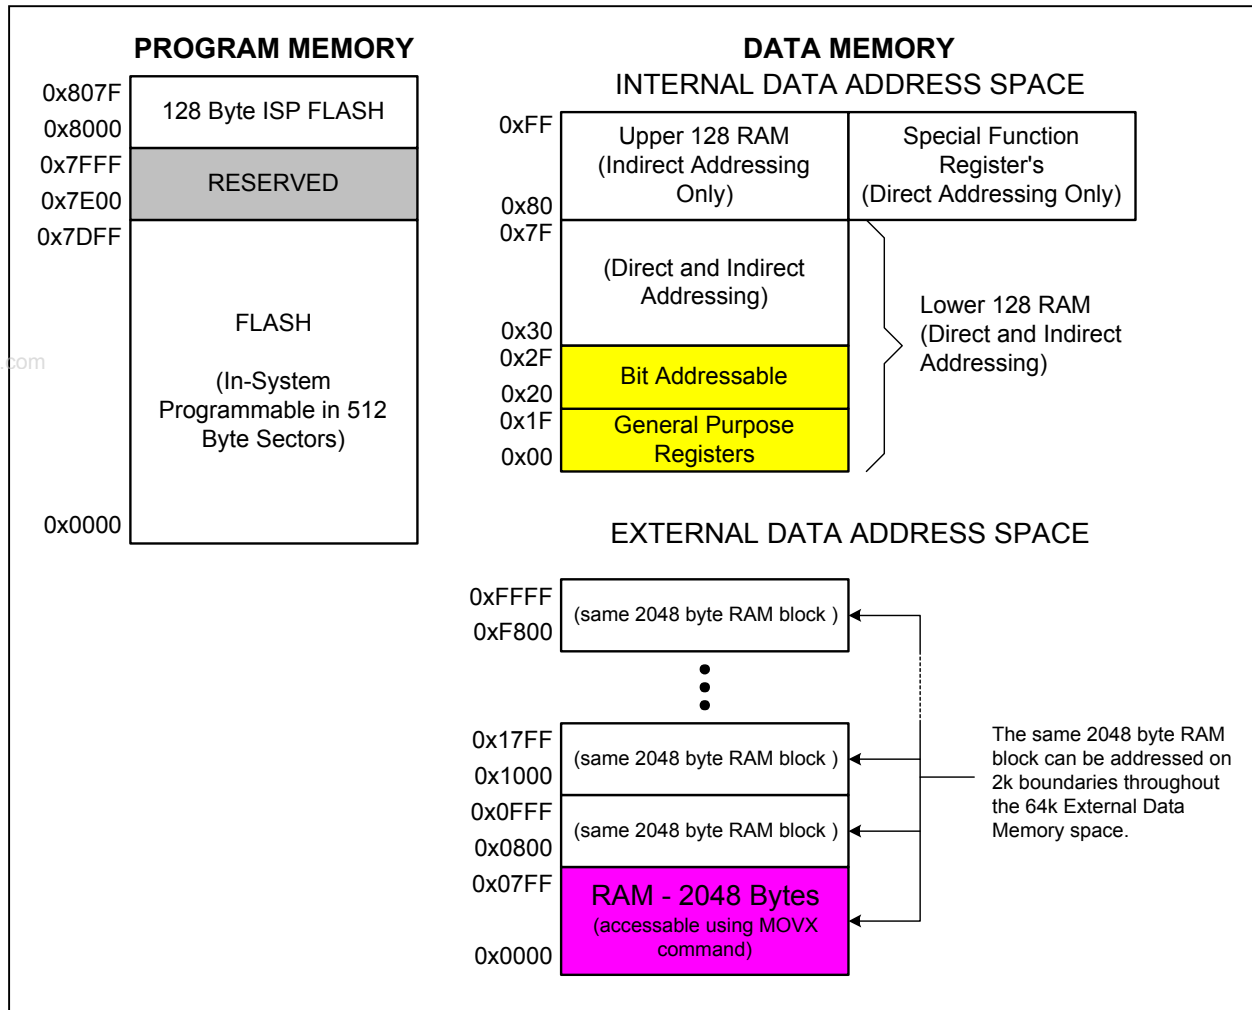 PROGRAM MEMORY
0x807F
0x8000
128 Byte ISP FLASH
0x7FFF
0x7E00
RESERVED
0x7DFF
FLASH
(In-System
Programmable in 512
Byte Sectors)
0x0000
.com
DATA MEMORY
INTERNAL DATA ADDRESS SPACE
0xFF
Upper 128 RAM
(Indirect Addressing
Only)
0x80
Special Function
Register's
(Direct Addressing Only)
0x7F
(Direct and Indirect
Addressing)
0x30
0x2F
Bit Addressable
0x20
0x1F
General Purpose
Registers
0x00
Lower 128 RAM
(Direct and Indirect
Addressing)
EXTERNAL DATA ADDRESS SPACE
0xFFFF
(same 2048 byte RAM block )
0xF800
0x17FF
(same 2048 byte RAM block )
0x1000
0x0FFF
(same 2048 byte RAM block )
0x0800
0x07FF
RAM - 2048 Bytes
(accessable using MOVX
command)
0x0000
The same 2048 byte RAM
block can be addressed on
2k boundaries throughout
the 64k External Data
Memory space.